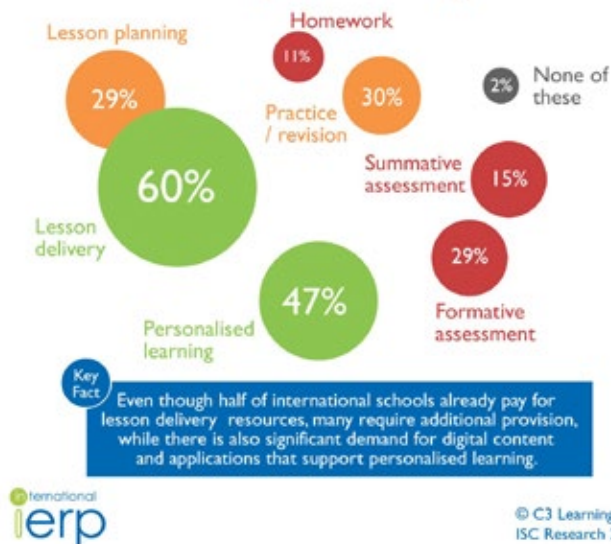 Lesson planning
29%
Homework
11%
30%
Practice
/ revision
2%
None of
these
60%
Lesson
delivery
Summative
assessment
15%
29%
Formative
assessment
47%
Personalised
learning
Key
Fact
Even though half of international schools already pay for
lesson delivery resources, many require additional provision,
while there is also significant demand for digital content
and applications that support personalised learning.
international
ierp
© C3 Learning
ISC Research